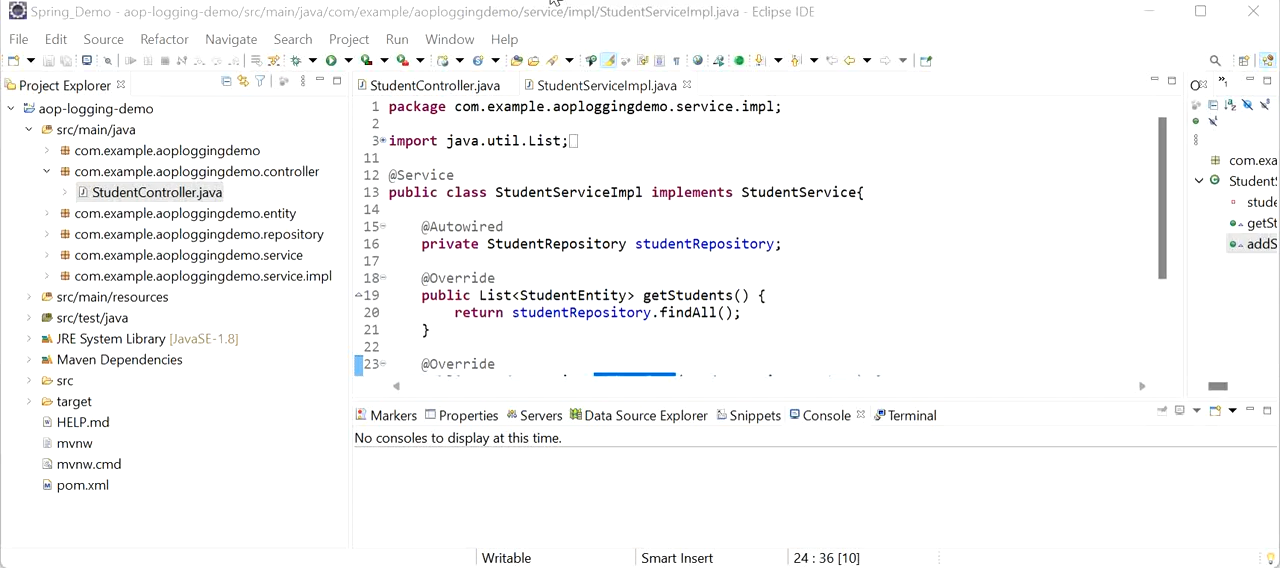 Spring_Demo - aop-logging-demo/src/main/java/com/example/aoploggingdemo/service/impl/StudentServiceImpl.java - Eclipse IDE
File Edit Source Refactor Navigate Search Project Run Window Help
Project Explorer
aop-logging-demo
src/main/java
com.example.aoploggingdemo
com.example.aoploggingdemo.controller
StudentController.java
com.example.aoploggingdemo.entity
com.example.aoploggingdemo.repository
com.example.aoploggingdemo.service
com.example.aoploggingdemo.service.impl
src/main/resources
src/test/java
JRE System Library [JavaSE-1.8]
Maven Dependencies
src
target
HELP.md
mvnw
mvnw.cmd
pom.xml
StudentController.java StudentServiceImpl.java
1 package com.example.aoploggingdemo.service.impl;
2
3 import java.util.List;
11
12 @Service
13 public class StudentServiceImpl implements StudentService{
14
15 @Autowired
16 private StudentRepository studentRepository;
17
18 @Override
19 public List<StudentEntity> getStudents() {
20 return studentRepository.findAll();
21 }
22
23 @Override
com.exa
Student
stude
getSt
addS
Markers Properties Servers Data Source Explorer Snippets Console Terminal
No consoles to display at this time.
Writable Smart Insert 24 : 36 [10]